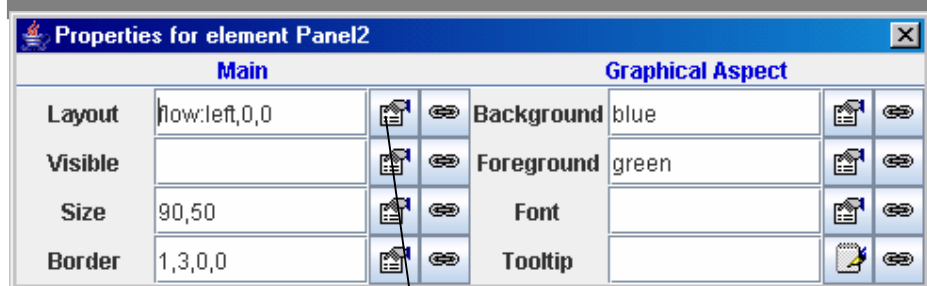 Properties for element Panel2
Main Graphical Aspect
Layout flow:left,0,0 Background blue
Visible Foreground green
Size 90,50 Font
Border 1,3,0,0 Tooltip